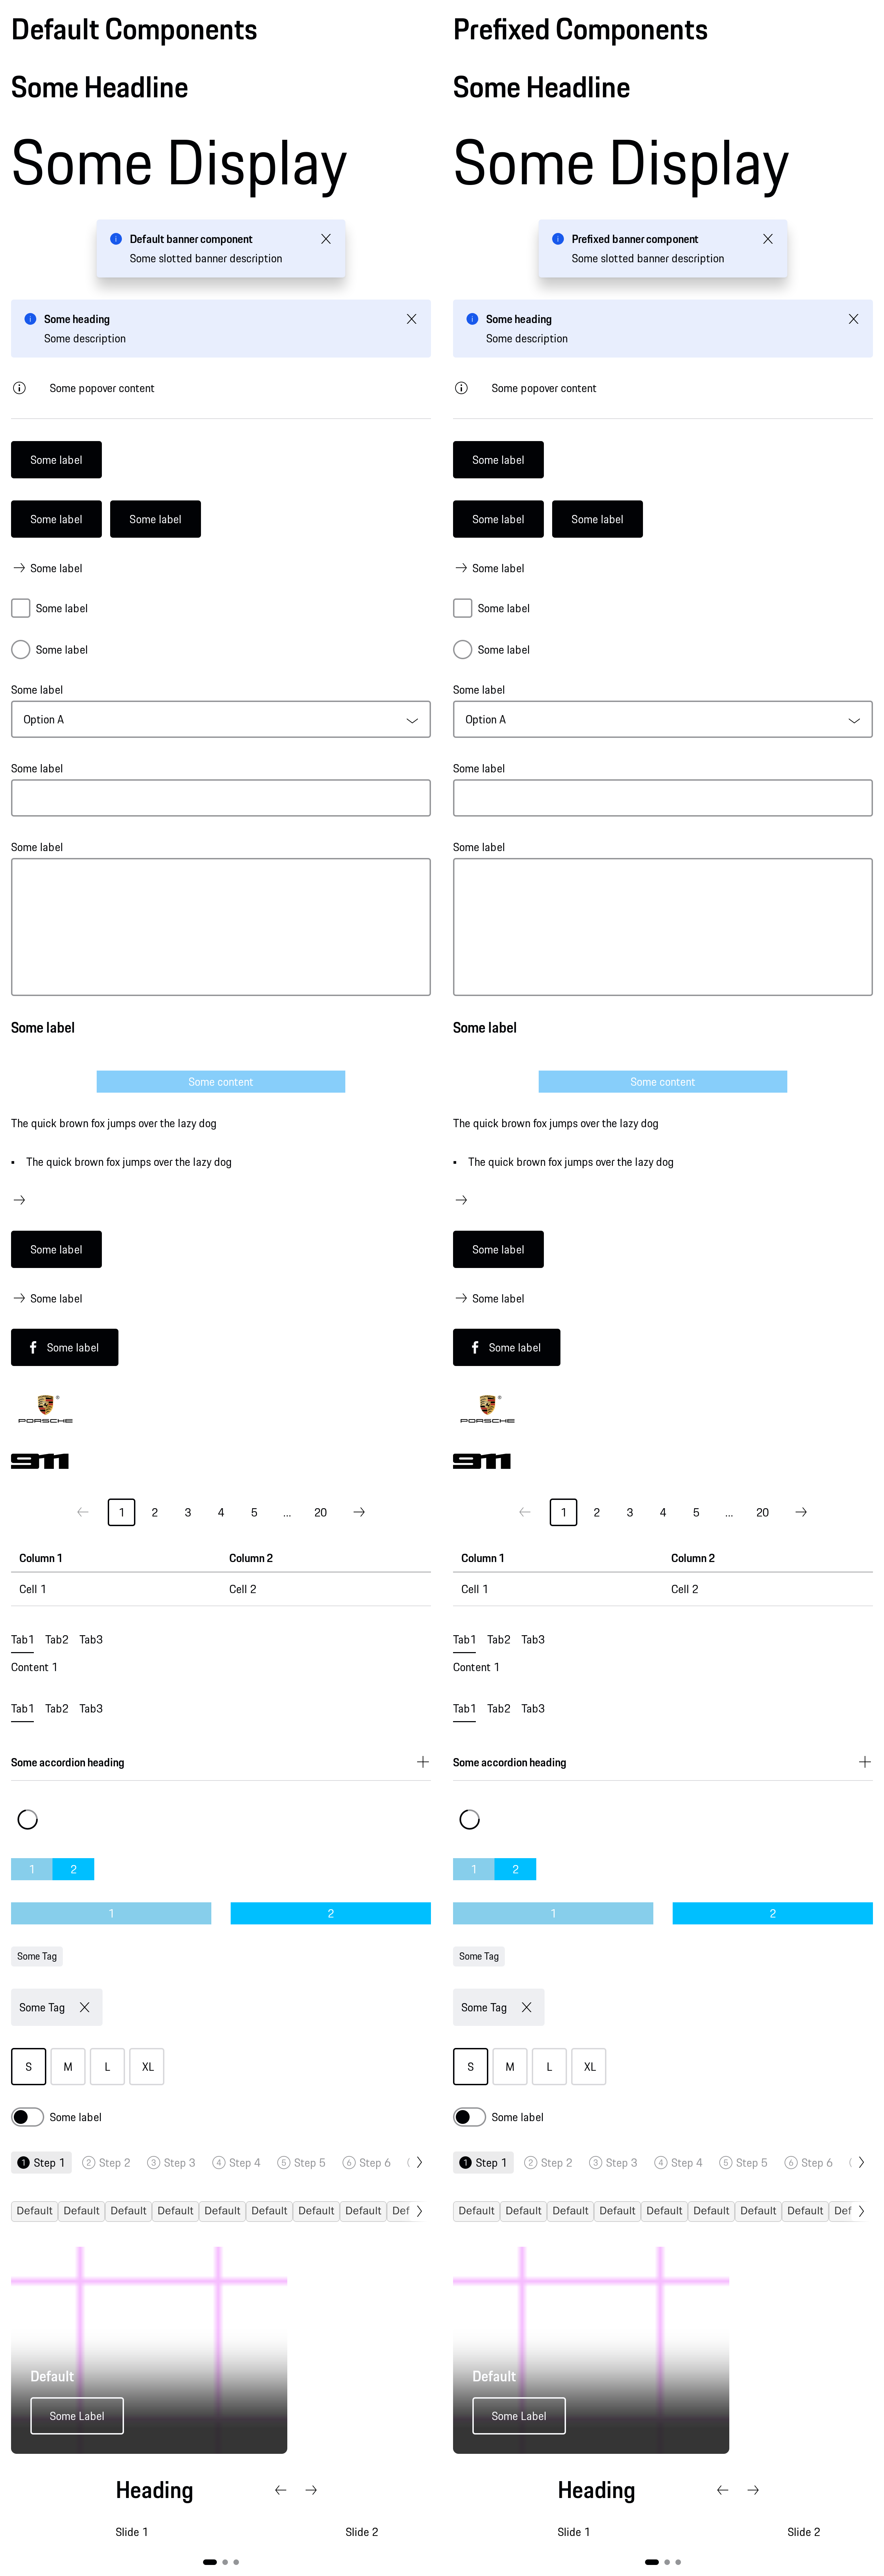 Default Components
Some Headline
Some Display
Default banner component
Some slotted banner description
Some heading
Some description
Some popover content
Some label
Some label Some label
Some label
Some label
Some label
Some label
Option A
Some label
Some label
Some label
Some content
The quick brown fox jumps over the lazy dog
• The quick brown fox jumps over the lazy dog
Some label
Some label
Some label
PORSCHE
911
1 2 3 4 5 ... 20
Column 1 Column 2
Cell 1 Cell 2
Tab1 Tab2 Tab3
Content 1
Tab1 Tab2 Tab3
Some accordion heading
1 2
1 2
Some Tag
Some Tag
S M L XL
Some label
1 Step 1 2 Step 2 3 Step 3 4 Step 4 5 Step 5 6 Step 6
Default Default Default Default Default Default Default Default Def
Default
Some Label
Heading
Slide 1 Slide 2
Prefixed Components
Some Headline
Some Display
Prefixed banner component
Some slotted banner description
Some heading
Some description
Some popover content
Some label
Some label Some label
Some label
Some label
Some label
Some label
Option A
Some label
Some label
Some label
Some content
The quick brown fox jumps over the lazy dog
• The quick brown fox jumps over the lazy dog
Some label
Some label
Some label
PORSCHE
911
1 2 3 4 5 ... 20
Column 1 Column 2
Cell 1 Cell 2
Tab1 Tab2 Tab3
Content 1
Tab1 Tab2 Tab3
Some accordion heading
1 2
1 2
Some Tag
Some Tag
S M L XL
Some label
1 Step 1 2 Step 2 3 Step 3 4 Step 4 5 Step 5 6 Step 6
Default Default Default Default Default Default Default Default Def
Default
Some Label
Heading
Slide 1 Slide 2